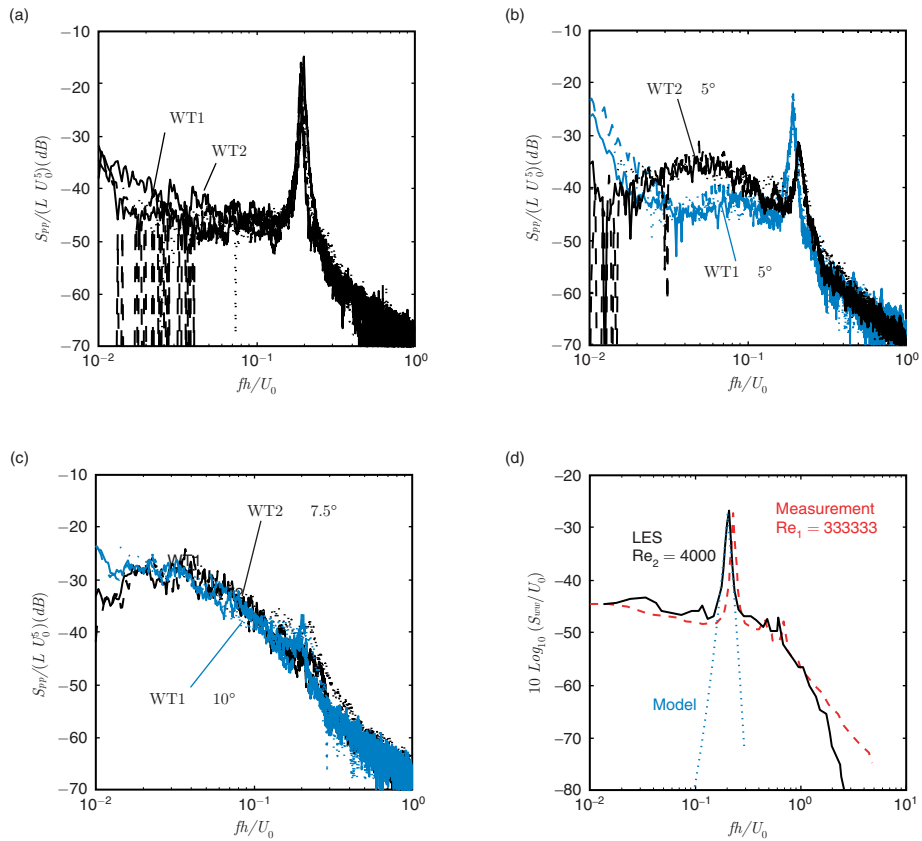 (a)
−10
−20
−30
−40
−50
−60
−70
S_pp/(L U_0^5)(dB)
WT1
WT2
10^−2
10^−1
10^0
fh/U_0
(b)
−10
−20
−30
−40
−50
−60
−70
S_pp/(L U_0^5)(dB)
WT2 5°
WT1 5°
10^−2
10^−1
10^0
fh/U_0
(c)
−10
−20
−30
−40
−50
−60
−70
S_pp/(L U_0^5)(dB)
WT2 7.5°
WT1
WT1 10°
10^−2
10^−1
10^0
fh/U_0
(d)
−20
−30
−40
−50
−60
−70
−80
10 Log_10 (S_uu/U_0)
Measurement
Re_1 = 333333
LES
Re_2 = 4000
Model
10^−2
10^−1
10^0
10^1
fh/U_0